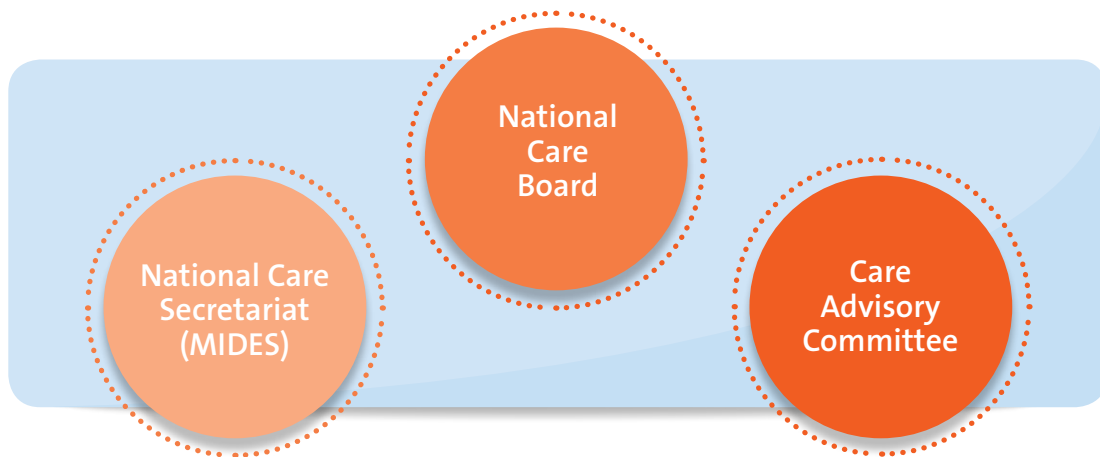 National
Care
Board
National Care
Secretariat
(MIDES)
Care
Advisory
Committee